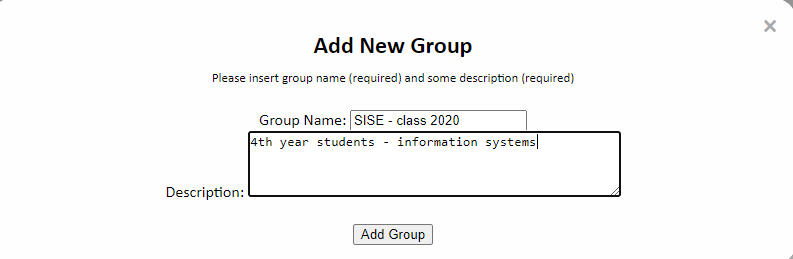 ×
Add New Group
Please insert group name (required) and some description (required)
Group Name: SISE - class 2020
4th year students - information systems
Description:
Add Group